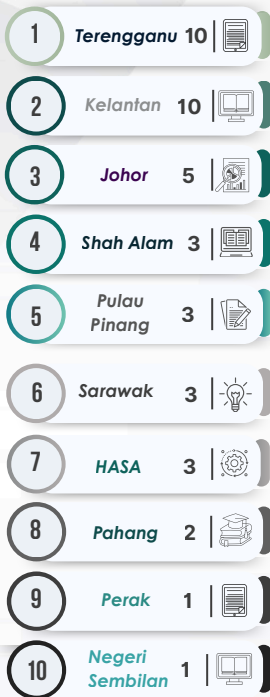 1 Terengganu 10
2 Kelantan 10
3 Johor 5
4 Shah Alam 3
5 Pulau
Pinang 3
6 Sarawak 3
7 HASA 3
8 Pahang 2
9 Perak 1
10 Negeri
Sembilan 1